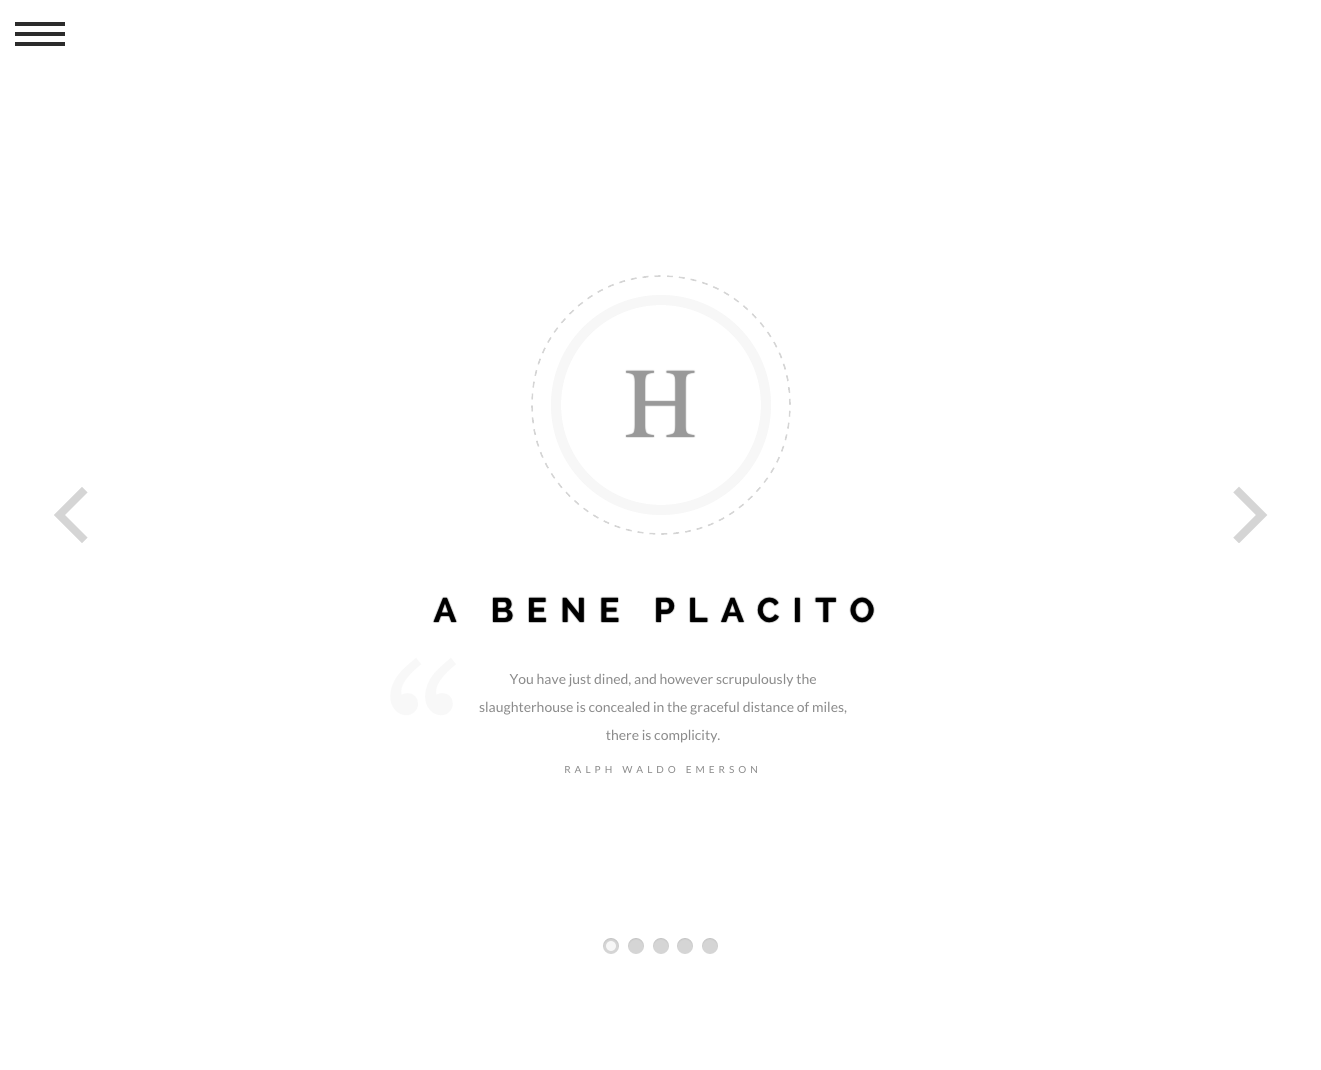 H
A BENE PLACITO
“
You have just dined, and however scrupulously the
slaughterhouse is concealed in the graceful distance of miles,
there is complicity.
RALPH WALDO EMERSON